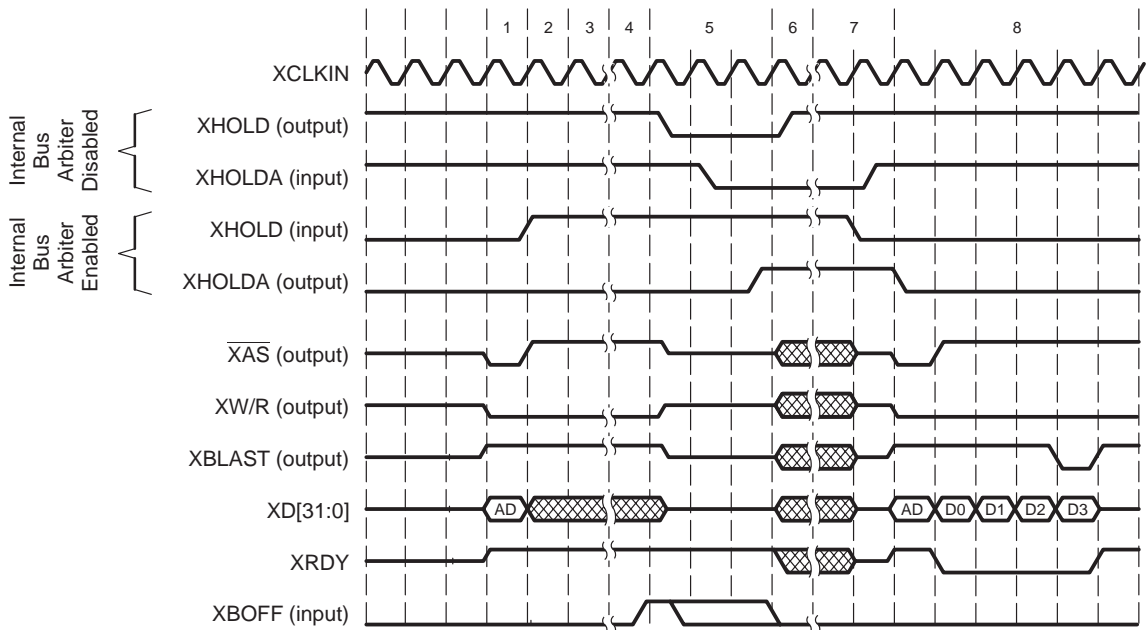 1 2 3 4 5 6 7 8
XCLKIN
Internal
Bus
Arbiter
Disabled
XHOLD (output)
XHOLDA (input)
Internal
Bus
Arbiter
Enabled
XHOLD (input)
XHOLDA (output)
XAS (output)
XW/R (output)
XBLAST (output)
XD[31:0] AD AD D0 D1 D2 D3
XRDY
XBOFF (input)